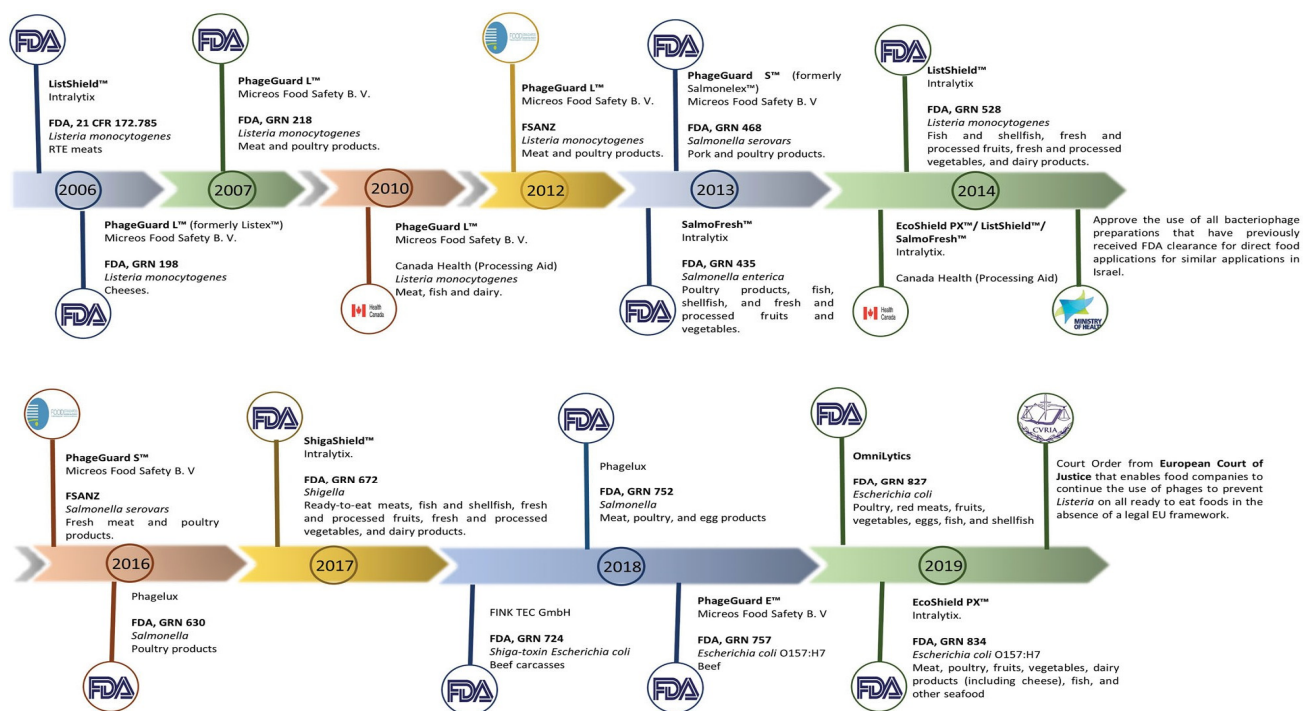 FDA
FDA
FOOD
FDA
FDA
ListShield™
Intralytix
FDA, 21 CFR 172.785
Listeria monocytogenes
RTE meats
PhageGuard L™
Micreos Food Safety B. V.
FDA, GRN 218
Listeria monocytogenes
Meat and poultry products.
PhageGuard L™
Micreos Food Safety B. V.
FSANZ
Listeria monocytogenes
Meat and poultry products.
PhageGuard S™ (formerly
Salmonelex™)
Micreos Food Safety B. V
FDA, GRN 468
Salmonella serovars
Pork and poultry products.
ListShield™
Intralytix
FDA, GRN 528
Listeria monocytogenes
Fish and shellfish, fresh and
processed fruits, fresh and processed
vegetables, and dairy products.
2006
2007
2010
2012
2013
2014
PhageGuard L™ (formerly Listex™)
Micreos Food Safety B. V.
FDA, GRN 198
Listeria monocytogenes
Cheeses.
FDA
PhageGuard L™
Micreos Food Safety B. V.
Canada Health (Processing Aid)
Listeria monocytogenes
Meat, fish and dairy.
Health
Canada
SalmoFresh™
Intralytix
FDA, GRN 435
Salmonella enterica
Poultry products, fish,
shellfish, and fresh and
processed fruits and
vegetables.
FDA
EcoShield PX™/ ListShield™/
SalmoFresh™
Intralytix.
Canada Health (Processing Aid)
Health
Canada
Approve the use of all bacteriophage
preparations that have previously
received FDA clearance for direct food
applications for similar applications in
Israel.
MINISTRY
OF HEALTH
FOOD
FDA
FDA
FDA
CVRIA
PhageGuard S™
Micreos Food Safety B. V
FSANZ
Salmonella serovars
Fresh meat and poultry
products.
ShigaShield™
Intralytix.
FDA, GRN 672
Shigella
Ready-to-eat meats, fish and shellfish, fresh
and processed fruits, fresh and processed
vegetables, and dairy products.
Phagelux
FDA, GRN 752
Salmonella
Meat, poultry, and egg products
OmniLytics
FDA, GRN 827
Escherichia coli
Poultry, red meats, fruits,
vegetables, eggs, fish, and shellfish
Court Order from European Court of
Justice that enables food companies to
continue the use of phages to prevent
Listeria on all ready to eat foods in the
absence of a legal EU framework.
2016
2017
2018
2019
Phagelux
FDA, GRN 630
Salmonella
Poultry products
FDA
FINK TEC GmbH
FDA, GRN 724
Shiga-toxin Escherichia coli
Beef carcasses
FDA
PhageGuard E™
Micreos Food Safety B. V
FDA, GRN 757
Escherichia coli O157:H7
Beef
FDA
EcoShield PX™
Intralytix.
FDA, GRN 834
Escherichia coli O157:H7
Meat, poultry, fruits, vegetables, dairy
products (including cheese), fish, and
other seafood
FDA